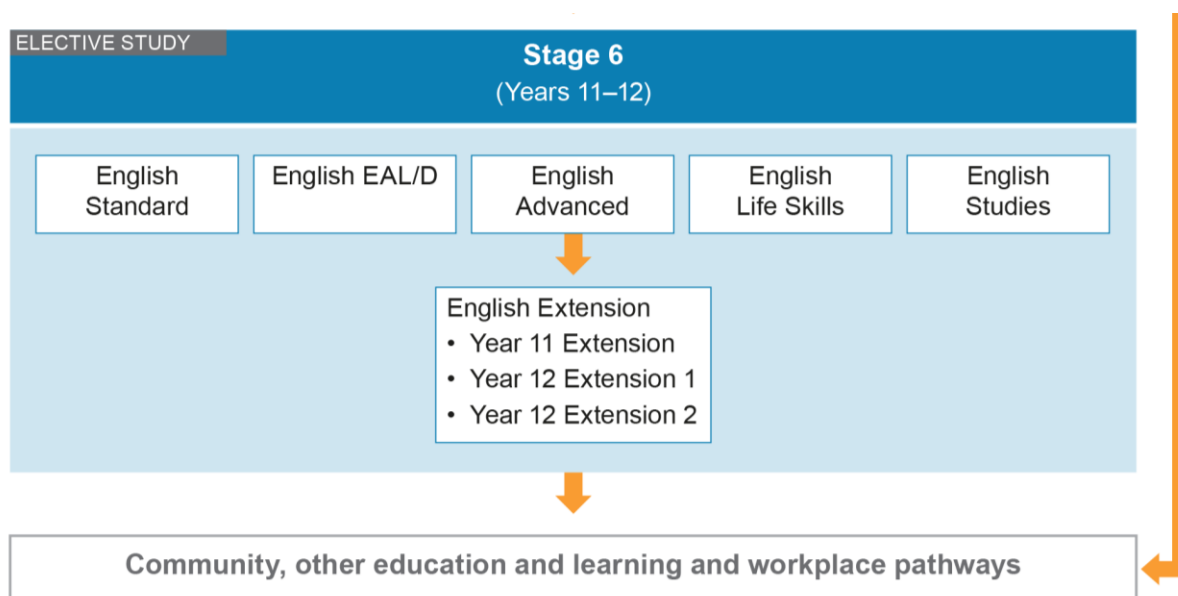 ELECTIVE STUDY
Stage 6
(Years 11–12)
English
Standard
English EAL/D
English
Advanced
English
Life Skills
English
Studies
English Extension
• Year 11 Extension
• Year 12 Extension 1
• Year 12 Extension 2
Community, other education and learning and workplace pathways